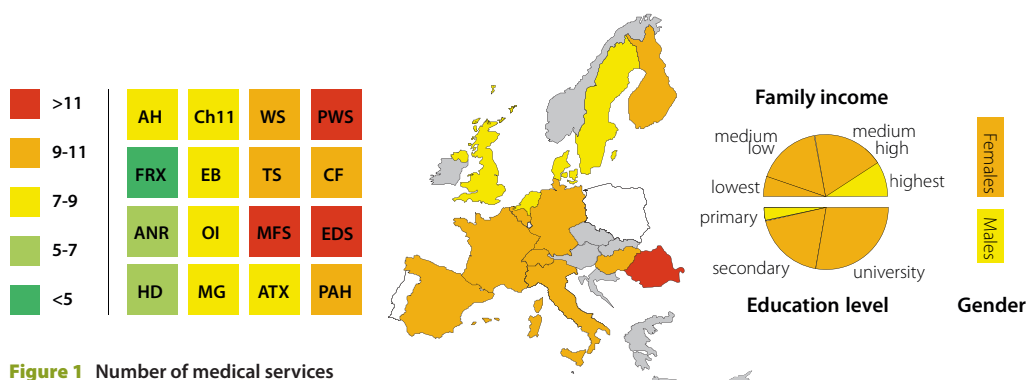 >11
9-11
7-9
5-7
<5
AH Ch11 WS PWS
FRX EB TS CF
ANR OI MFS EDS
HD MG ATX PAH
Family income
medium
low
medium
high
lowest
highest
primary
secondary
university
Education level
Females
Males
Gender
Figure 1 Number of medical services